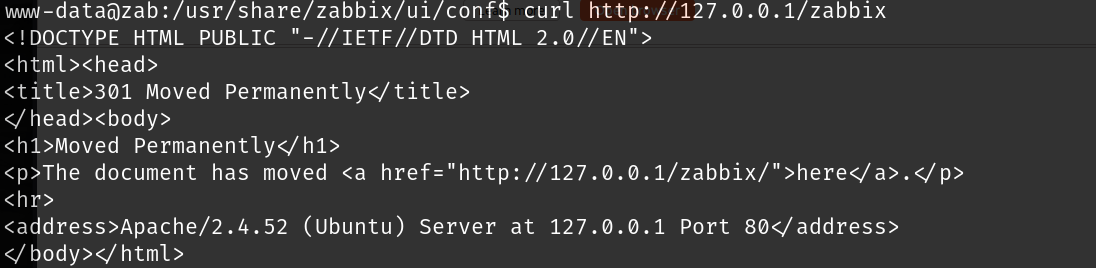 www-data@zab:/usr/share/zabbix/ui/conf$ curl http://127.0.0.1/zabbix
<!DOCTYPE HTML PUBLIC "-//IETF//DTD HTML 2.0//EN">
<html><head>
<title>301 Moved Permanently</title>
</head><body>
<h1>Moved Permanently</h1>
<p>The document has moved <a href="http://127.0.0.1/zabbix/">here</a>.</p>
<hr>
<address>Apache/2.4.52 (Ubuntu) Server at 127.0.0.1 Port 80</address>
</body></html>